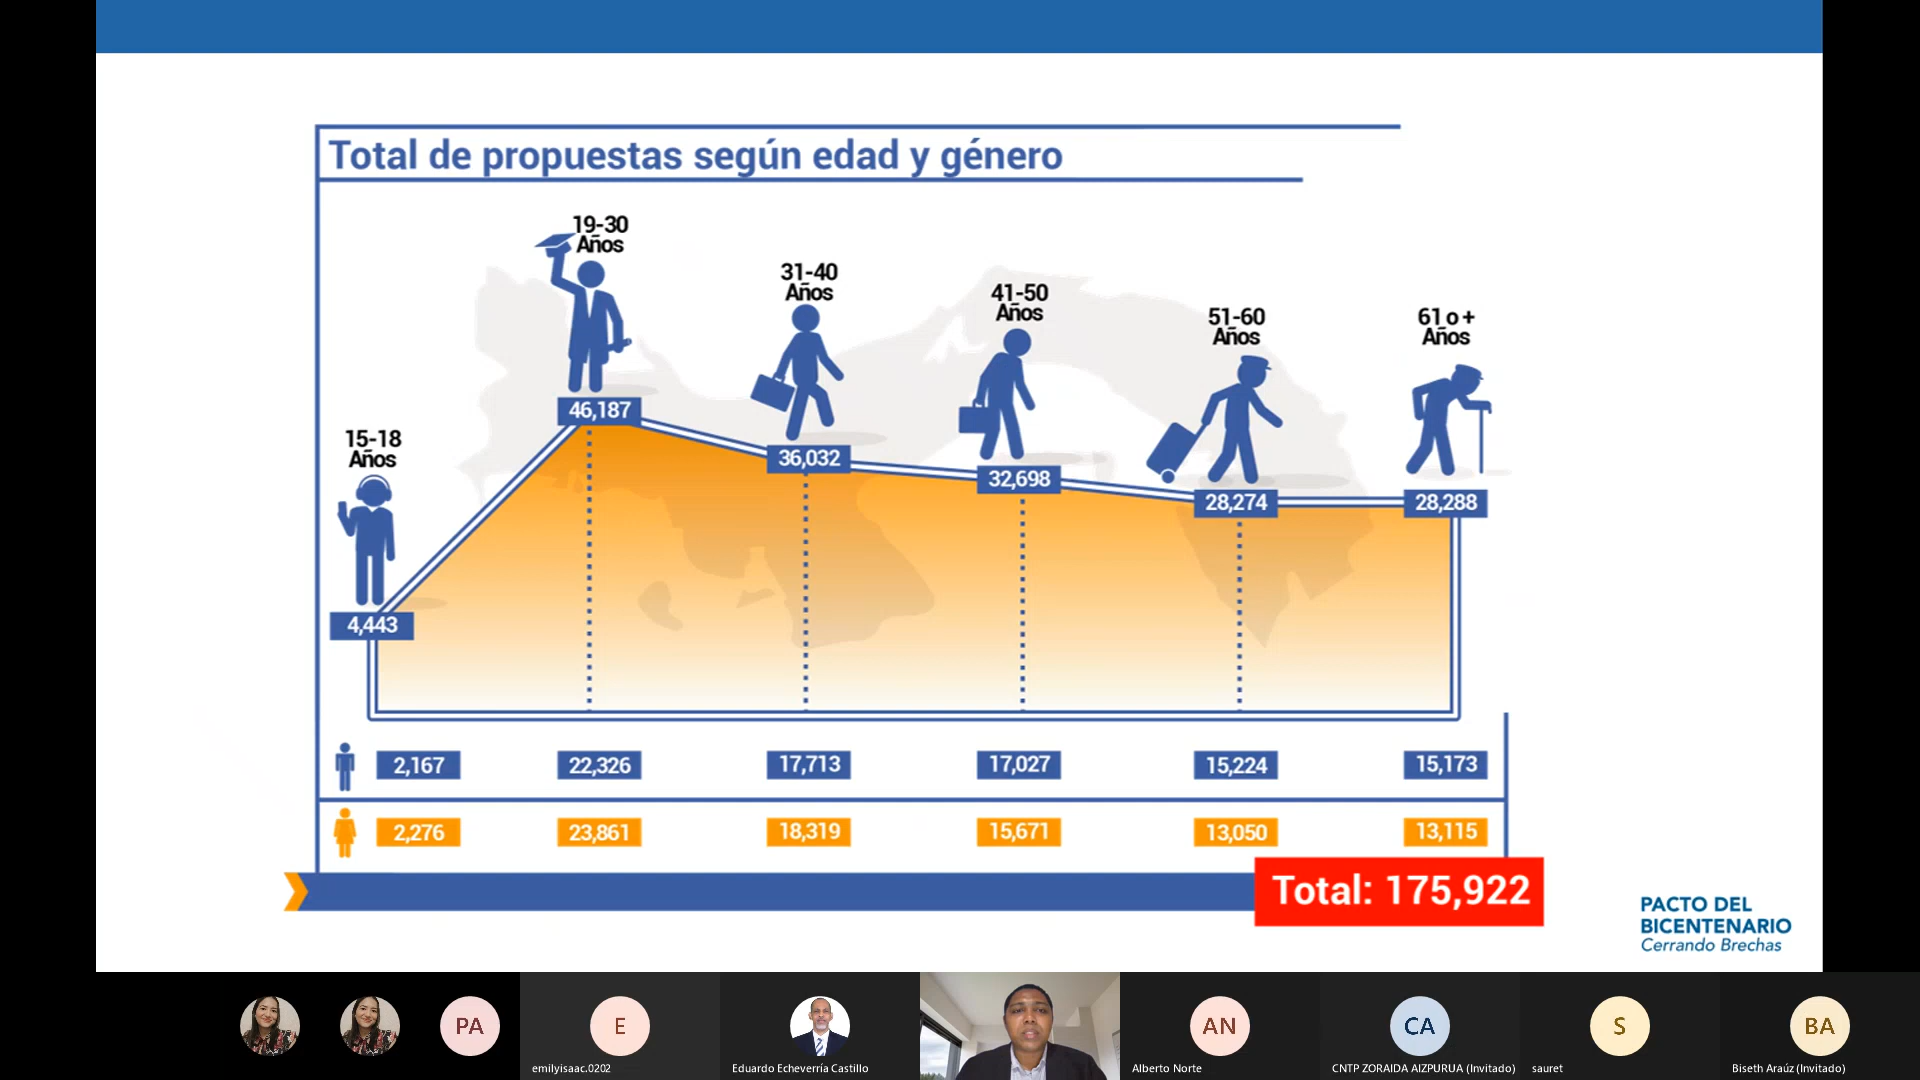 Total de propuestas según edad y género
19-30
Años
31-40
Años
41-50
Años
51-60
Años
61 o +
Años
15-18
Años
46,187
36,032
32,698
28,274
28,288
4,443
2,167 22,326 17,713 17,027 15,224 15,173
2,276 23,861 18,319 15,671 13,050 13,115
Total: 175,922
PACTO DEL
BICENTENARIO
Cerrando Brechas
PA
E
AN
CA
S
BA
emilyisaac.0202
Eduardo Echeverría Castillo
Alberto Norte
CNTP ZORAIDA AIZPURUA (Invitado)
sauret
Biseth Araúz (Invitado)